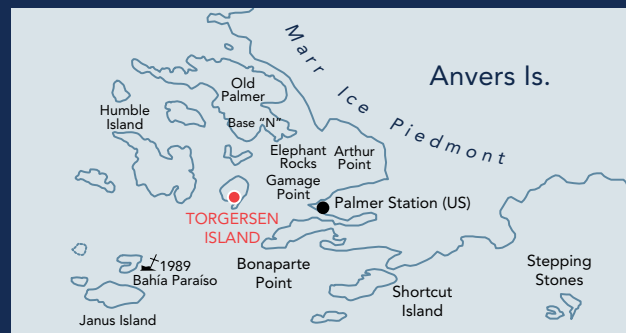 Marr Ice Piedmont
Anvers Is.
Old
Palmer
Humble
Island
Base "N"
Elephant
Rocks
Arthur
Point
Gamage
Point
Palmer Station (US)
TORGERSEN
ISLAND
1989
Bahía Paraíso
Bonaparte
Point
Stepping
Stones
Shortcut
Island
Janus Island